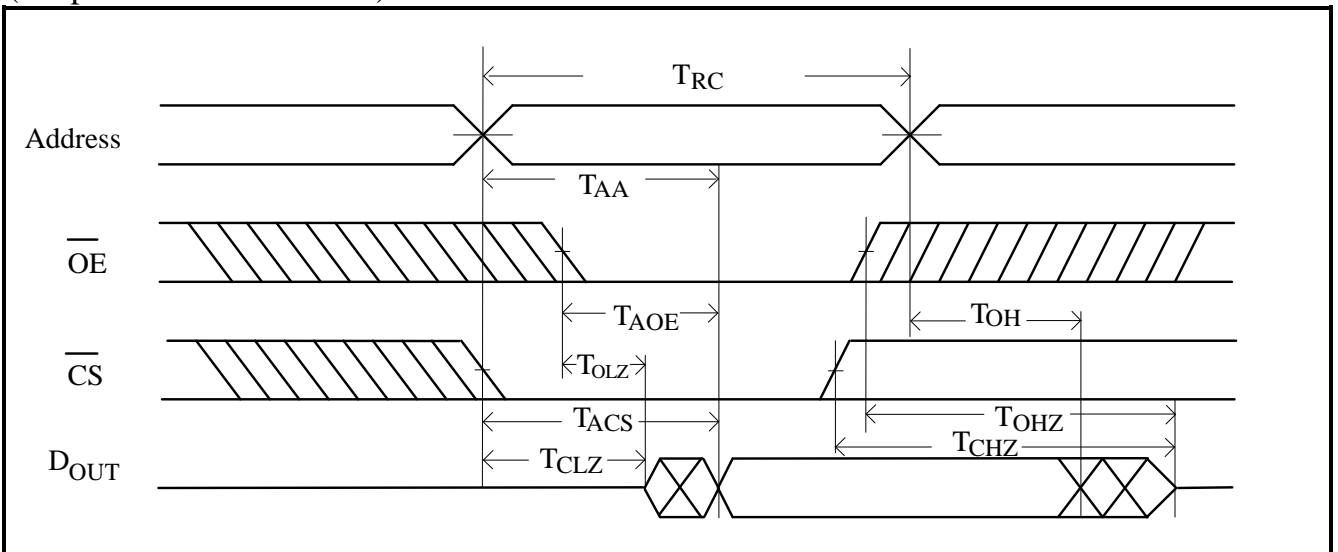 TRC
Address
TAA
OE
TAOE
TOH
CS
TOLZ
TACS
TOHZ
TCHZ
DOUT
TCLZ